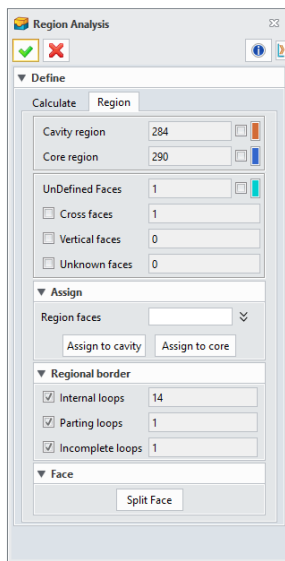 Region Analysis
Define
Calculate Region
Cavity region 284
Core region 290
UnDefined Faces 1
Cross faces 1
Vertical faces 0
Unknown faces 0
Assign
Region faces
Assign to cavity Assign to core
Regional border
Internal loops 14
Parting loops 1
Incomplete loops 1
Face
Split Face